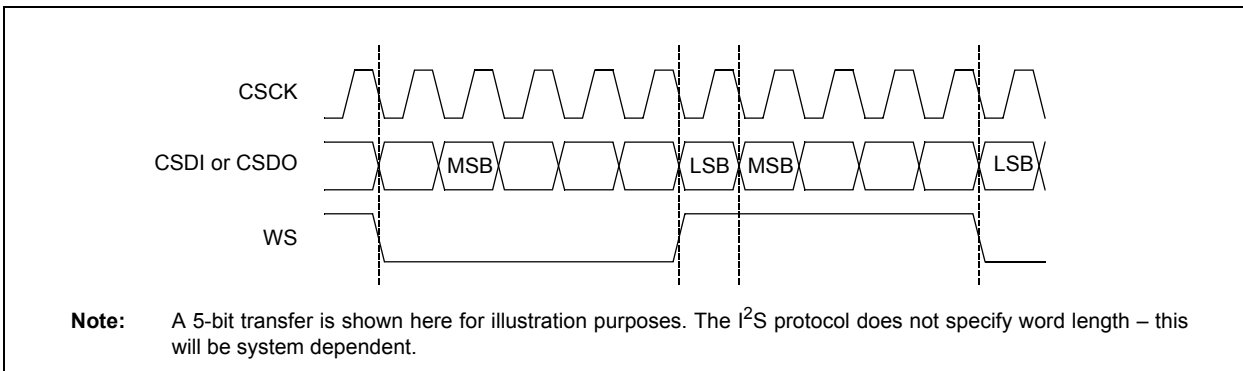 CSCK
CSDI or CSDO
MSB LSB MSB LSB
WS
Note: A 5-bit transfer is shown here for illustration purposes. The I2S protocol does not specify word length – this
will be system dependent.